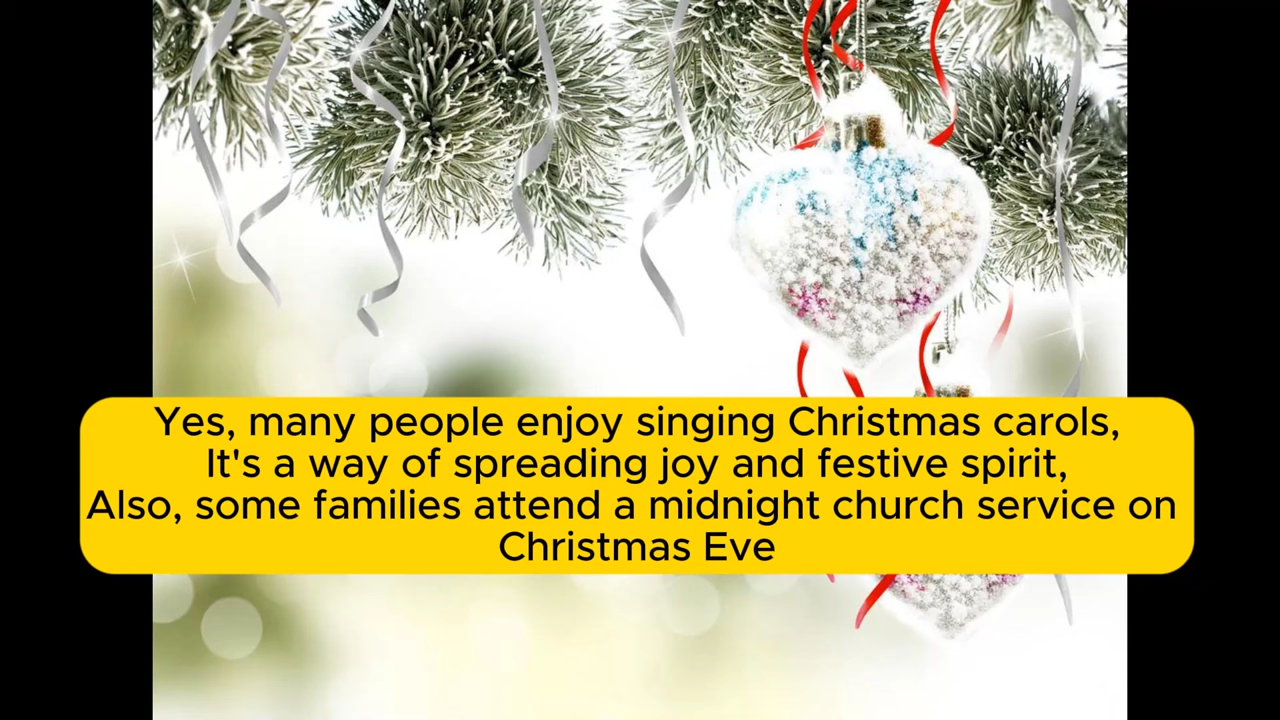 Yes, many people enjoy singing Christmas carols,
It's a way of spreading joy and festive spirit,
Also, some families attend a midnight church service on
Christmas Eve